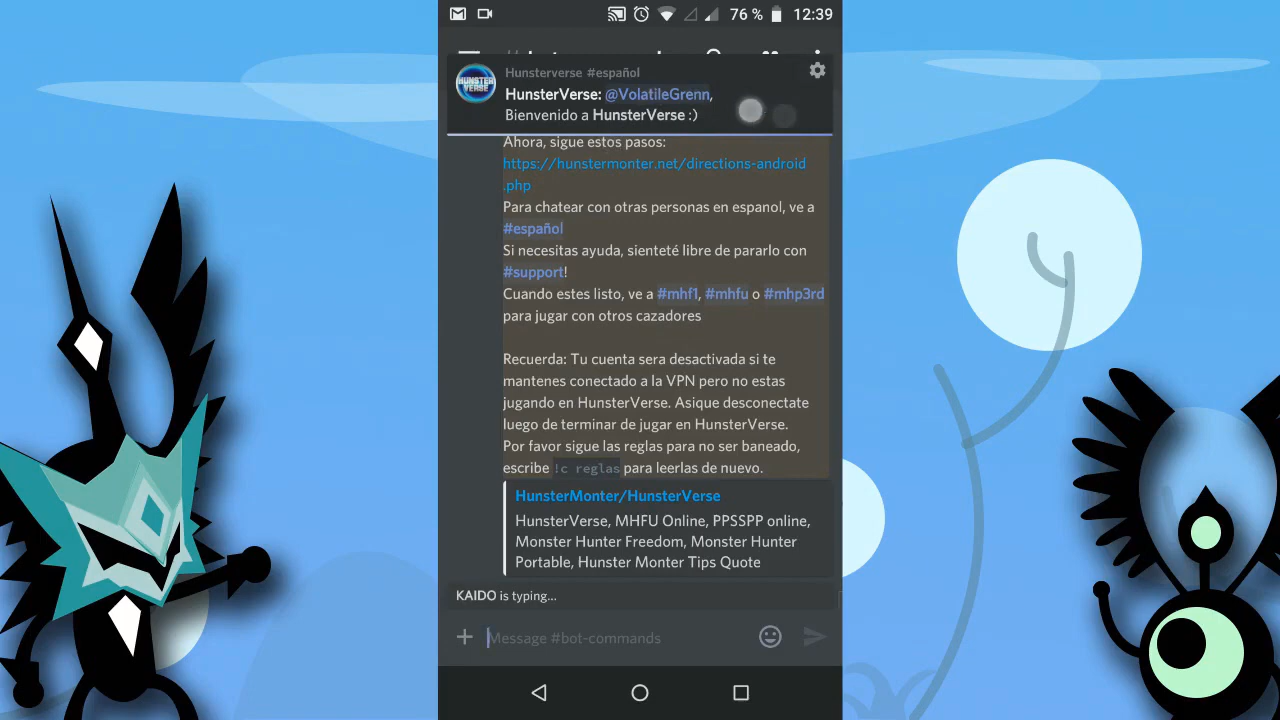 76 % 12:39
Hunsterverse #español
HUNSTER VERSE
HunsterVerse: @VolatileGrenn,
Bienvenido a HunsterVerse :)
Ahora, sigue estos pasos:
https://hunstermonter.net/directions-android
.php
Para chatear con otras personas en espanol, ve a
#español
Si necesitas ayuda, sienteté libre de pararlo con
#support!
Cuando estes listo, ve a #mhf1, #mhfu o #mhp3rd
para jugar con otros cazadores
Recuerda: Tu cuenta sera desactivada si te
mantenes conectado a la VPN pero no estas
jugando en HunsterVerse. Asique desconectate
luego de terminar de jugar en HunsterVerse.
Por favor sigue las reglas para no ser baneado,
escribe !c reglas para leerlas de nuevo.
HunsterMonter/HunsterVerse
HunsterVerse, MHFU Online, PPSSPP online,
Monster Hunter Freedom, Monster Hunter
Portable, Hunster Monter Tips Quote
KAIDO is typing...
Message #bot-commands